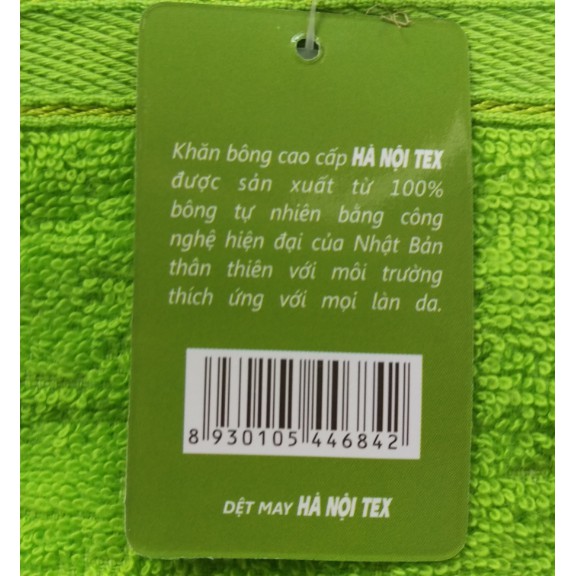 Khăn bông cao cấp HÀ NỘI TEX
được sản xuất từ 100%
bông tự nhiên bằng công
nghệ hiện đại của Nhật Bản
thân thiên với môi trường
thích ứng với mọi làn da.
8 930105 446842
DỆT MAY HÀ NỘI TEX